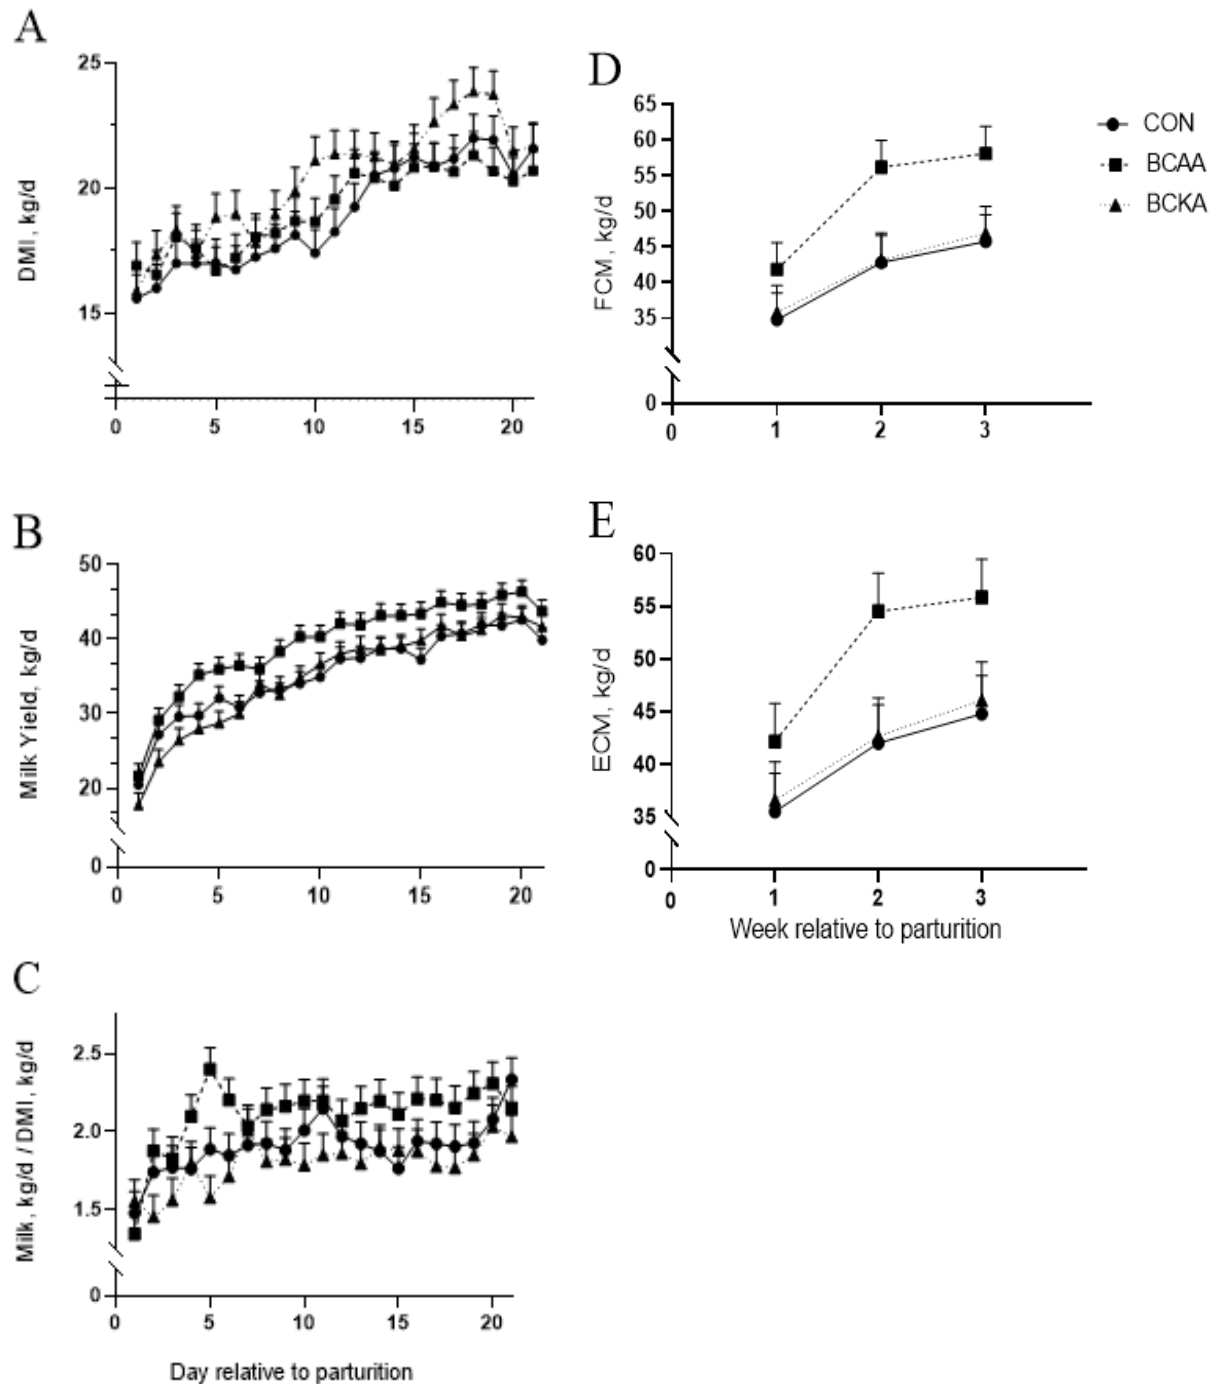 A
25
20
15
DMI, kg/d
0 5 10 15 20
D
65
60
55
50
45
40
35
0
FCM, kg/d
0 1 2 3
CON
BCAA
BCKA
B
50
40
30
20
0
Milk Yield, kg/d
0 5 10 15 20
E
60
55
50
45
40
35
0
ECM, kg/d
0 1 2 3
Week relative to parturition
C
2.5
2.0
1.5
0
Milk, kg/d / DMI, kg/d
0 5 10 15 20
Day relative to parturition